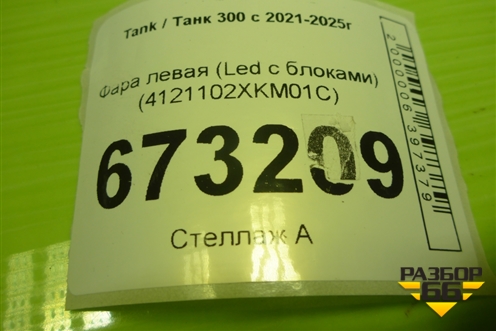 Tank / Танк 300 с 2021-2025г
Фара левая (Led с блоками)
(4121102XKM01C)
673209
Стеллаж А
2000006397379
РАЗБОР
66